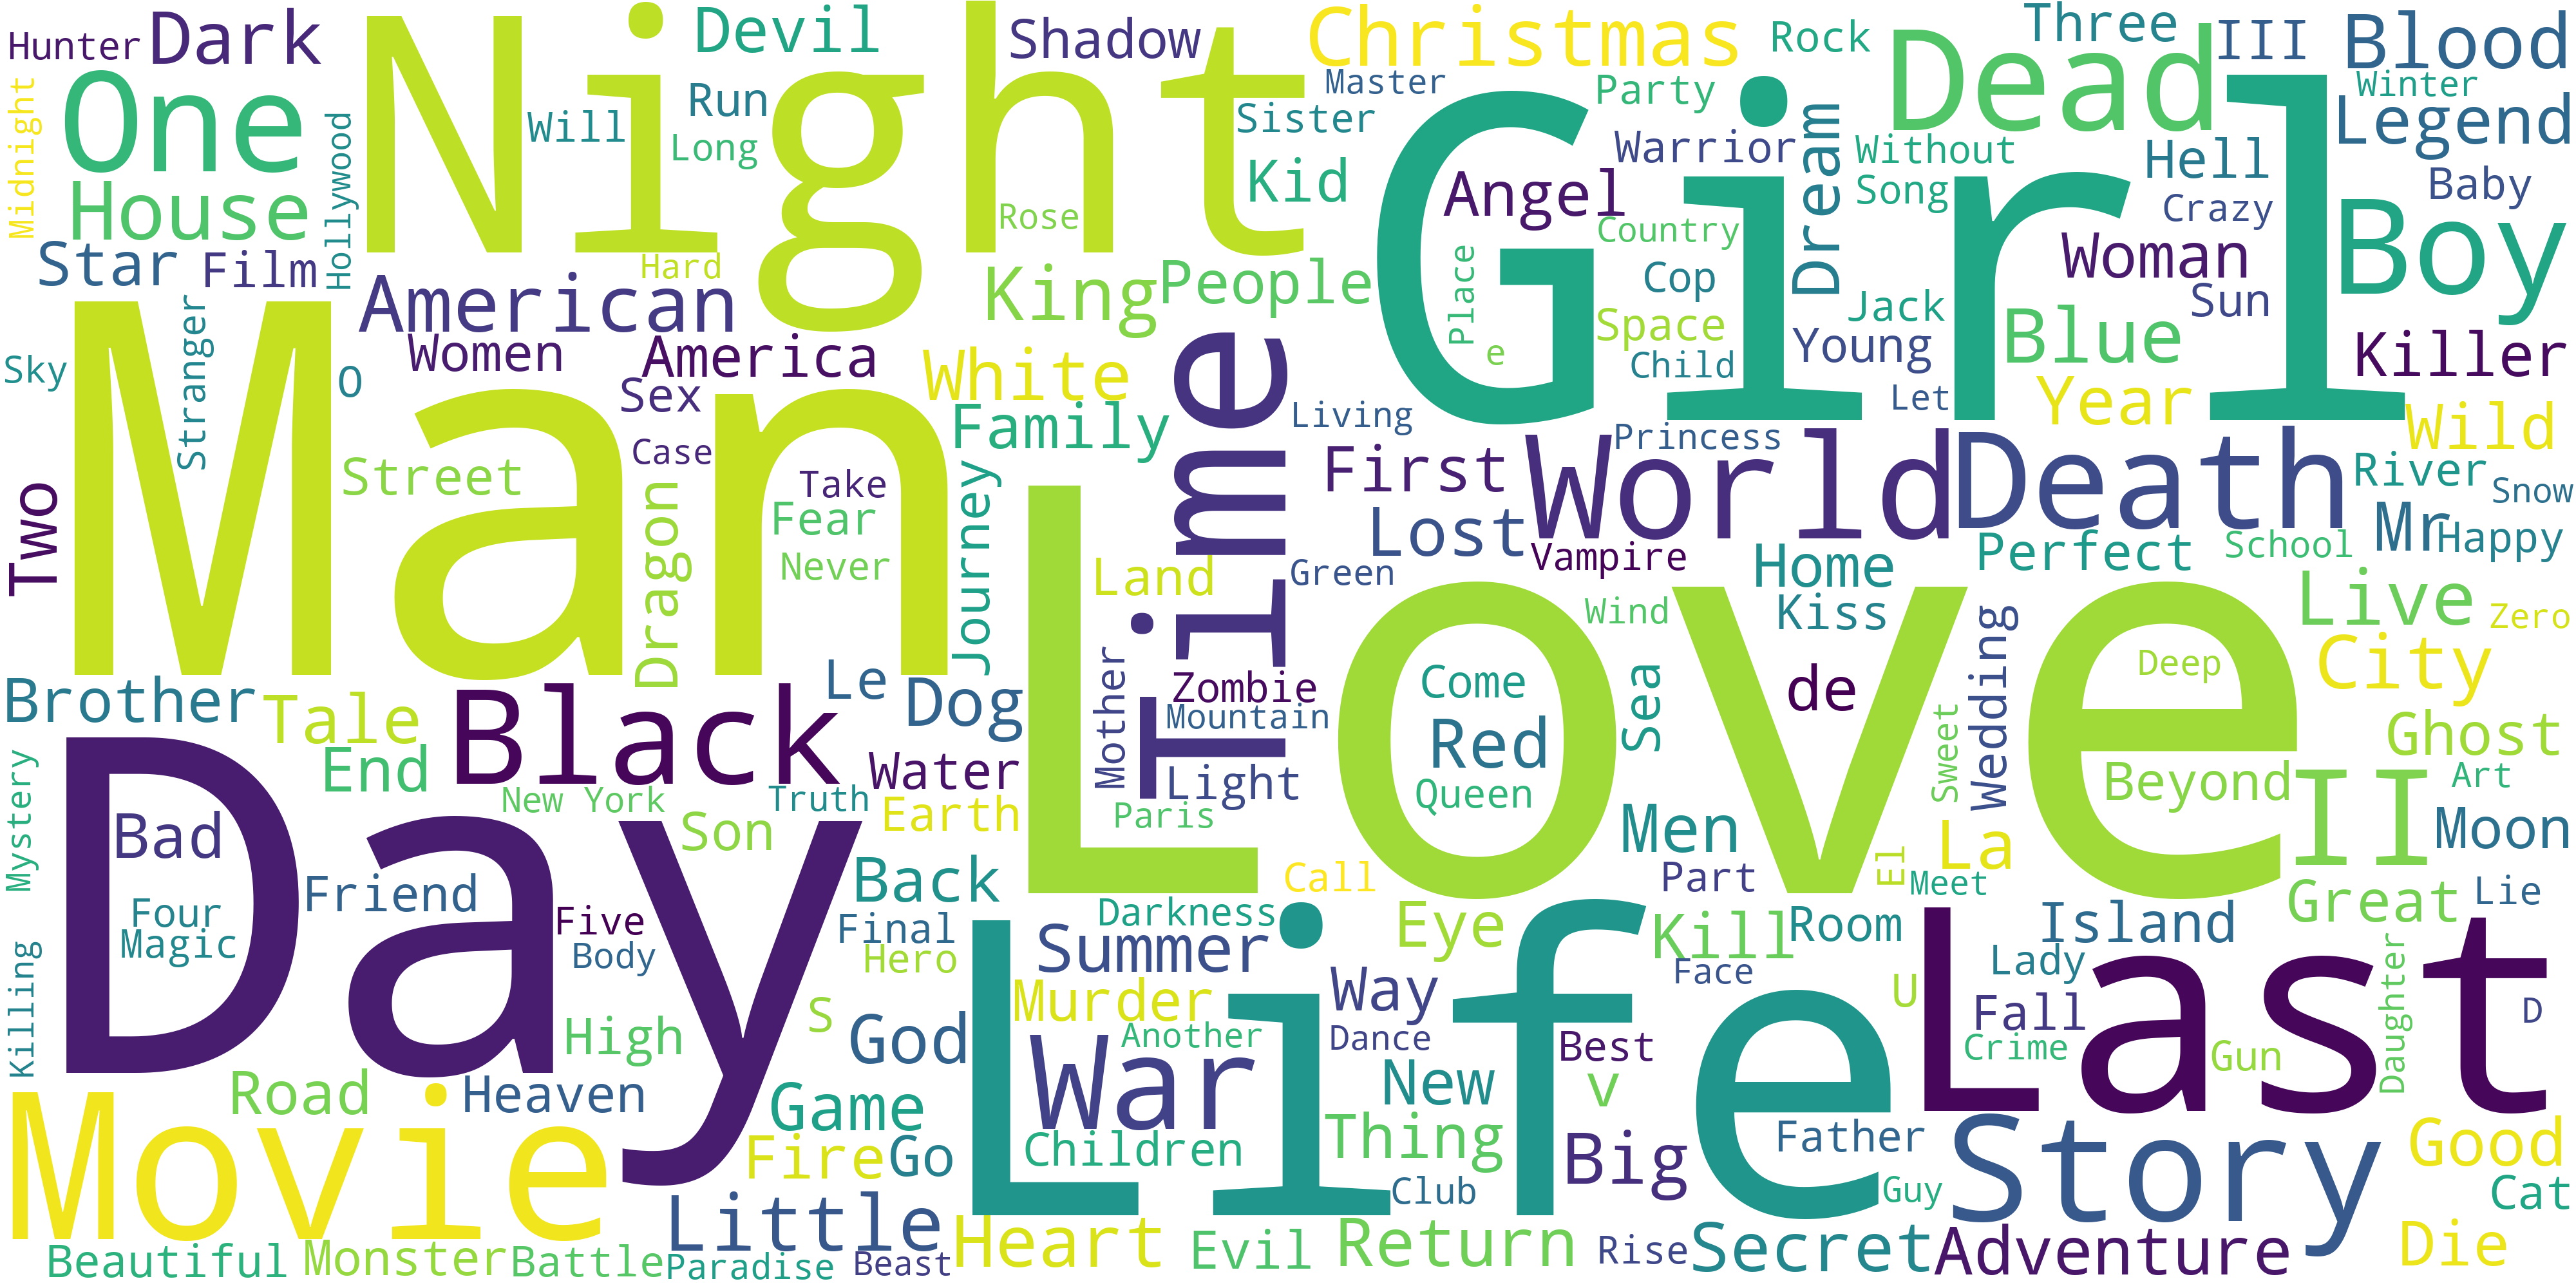 Hunter
Dark
Night
Devil
Shadow
Christmas
Rock
Three
III
Blood
Midnight
One
Hollywood
Will
Run
Long
Master
Sister
Party
Dead
Winter
Legend
House
Rose
Kid
Girl
Angel
Warrior
Dream
Without
Song
Hell
Crazy
Baby
Boy
Star
Film
Hard
King
People
Country
Place
e
Cop
Space
Child
Jack
Young
Woman
Sun
Blue
Killer
Sky
Stranger
Man
American
Women
O
America
Sex
Case
White
Family
Time
Living
Princess
Let
Year
Wild
Two
Street
Dragon
Take
Fear
Never
Journey
Land
First
Lost
Vampire
Green
World
Death
River
Snow
Mr
Happy
Perfect
School
Home
Kiss
Wind
Live
Zero
Brother
Tale
End
Black
Le
Dog
Water
Mother
Zombie
Mountain
Light
Love
Come
Red
Queen
Sea
de
Wedding
Sweet
Deep
City
Ghost
Beyond
Art
Mystery
Day
Bad
New York
Truth
Son
Earth
Paris
Back
Men
La
El
II
Moon
Four
Magic
Friend
Five
Body
Final
Hero
Call
Darkness
Part
Meet
Great
Lie
Killing
High
S
God
Summer
Murder
Another
Life
Eye
Way
Dance
Kill
Room
Face
U
Island
Lady
Fall
Crime
Last
Gun
Daughter
D
Movie
Road
Heaven
Game
War
Children
New
Thing
Best
v
Big
Father
Story
Good
Cat
Fire
Go
Club
Guy
Beautiful
Monster
Battle
Little
Paradise
Beast
Heart
Evil
Return
Rise
Secret
Adventure
Die